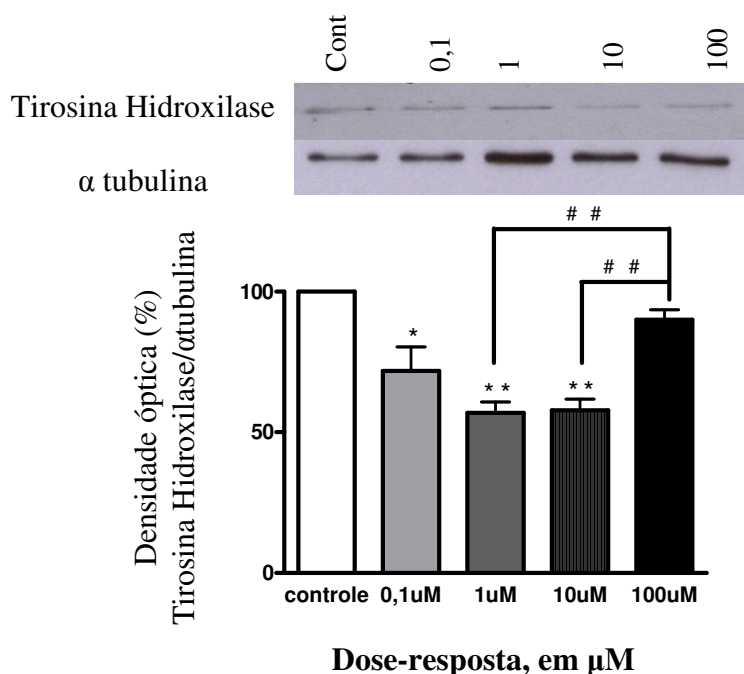 Cont 0,1 1 10 100
Tirosina Hidroxilase
α tubulina
# #
# #
Densidade óptica (%)
Tirosina Hidroxilase/αtubulina
100
*
* *
* *
50
0
controle 0,1uM 1uM 10uM 100uM
Dose-resposta, em μM